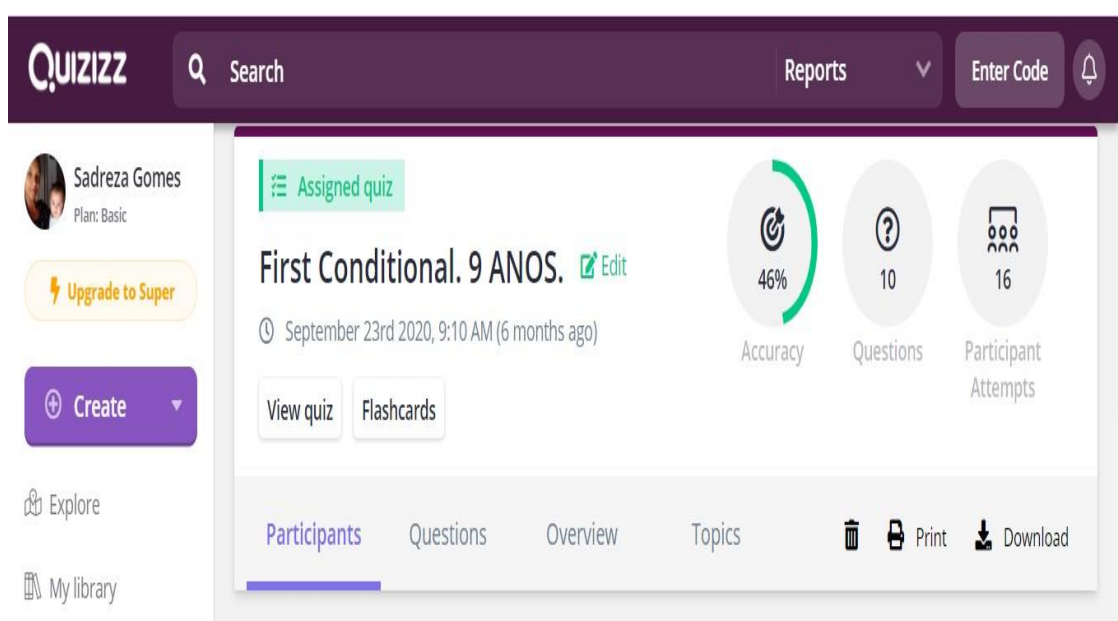 Quizizz
Search
Reports
Enter Code
Sadreza Gomes
Plan: Basic
Upgrade to Super
Create
Explore
My library
Assigned quiz
First Conditional. 9 ANOS.
Edit
September 23rd 2020, 9:10 AM (6 months ago)
View quiz
Flashcards
46%
Accuracy
10
Questions
16
Participant
Attempts
Participants
Questions
Overview
Topics
Print
Download